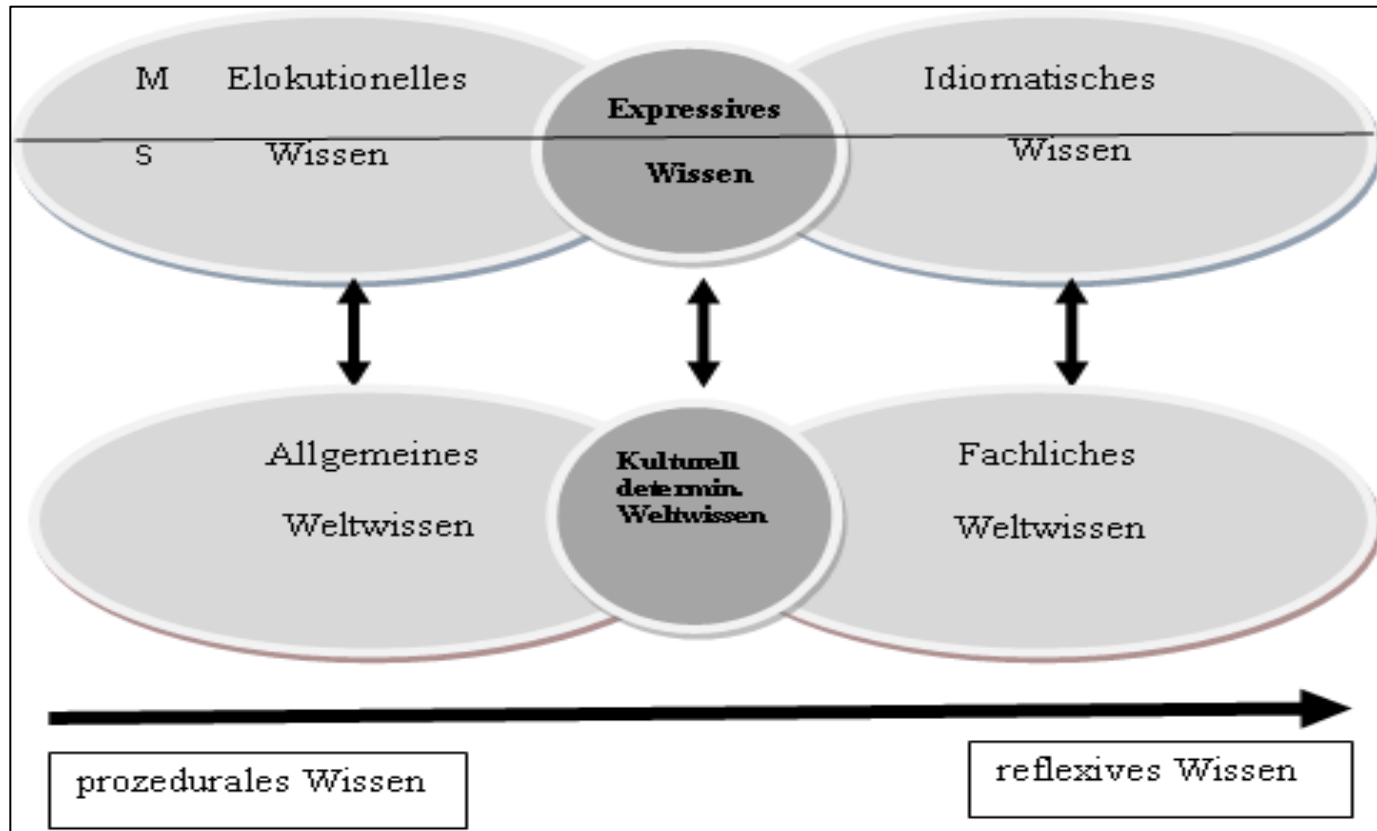 M Elokutionelles
S Wissen
Expressives
Wissen
Idiomatisches
Wissen
Allgemeines
Weltwissen
Kulturell
determin.
Weltwissen
Fachliches
Weltwissen
prozedurales Wissen
reflexives Wissen